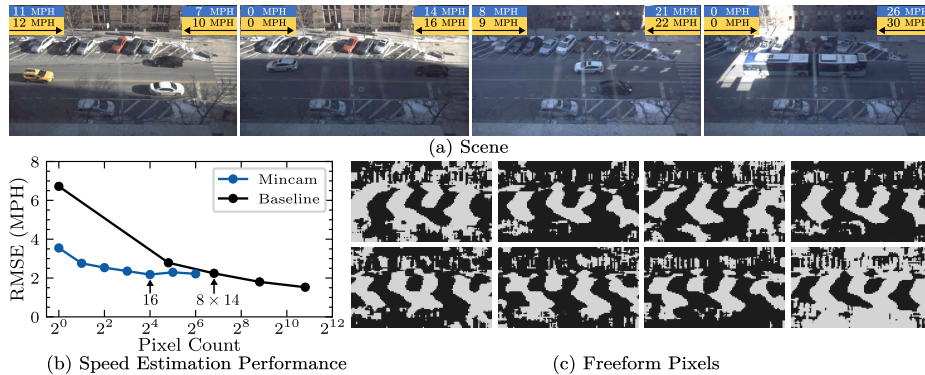 11 MPH 7 MPH 0 MPH 14 MPH 8 MPH 21 MPH 0 MPH 26 MPH
12 MPH 10 MPH 0 MPH 16 MPH 9 MPH 22 MPH 0 MPH 30 MPH
(a) Scene
8
6
4
2
0
RMSE (MPH)
Mincam
Baseline
16
8 × 14
2^0 2^2 2^4 2^6 2^8 2^10 2^12
Pixel Count
(b) Speed Estimation Performance
(c) Freeform Pixels